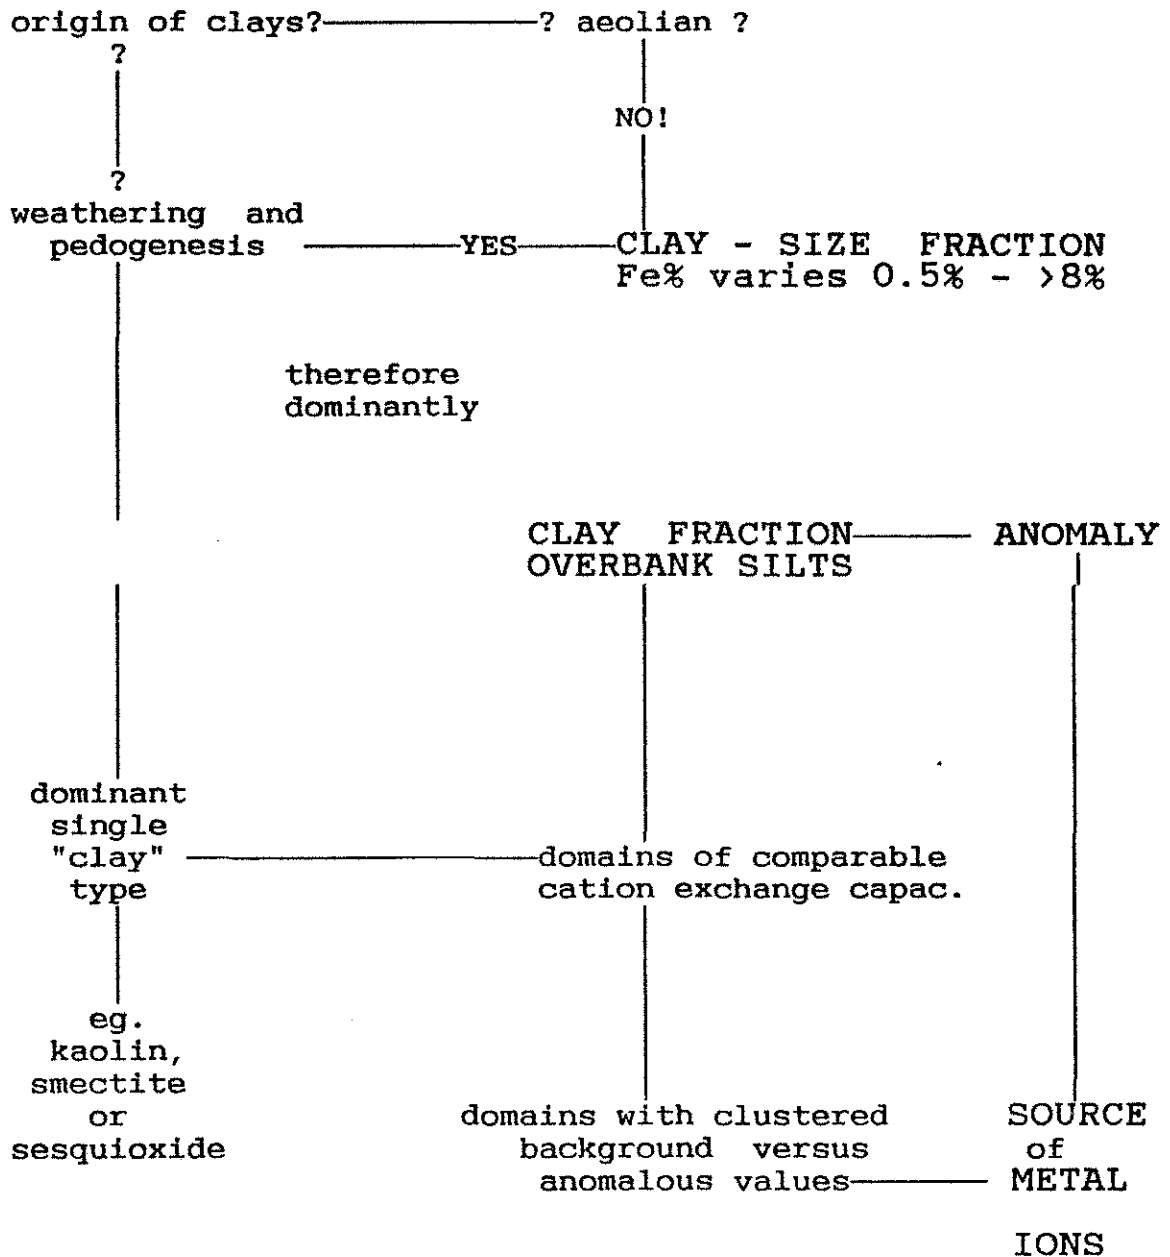 origin of clays? ? aeolian ?
?
NO!
?
weathering and
pedogenesis YES CLAY - SIZE FRACTION
Fe% varies 0.5% - >8%
therefore
dominantly
CLAY FRACTION ANOMALY
OVERBANK SILTS
dominant
single
"clay" domains of comparable
type cation exchange capac.
eg.
kaolin,
smectite
or domains with clustered SOURCE
sesquioxide background versus of
anomalous values METAL
IONS